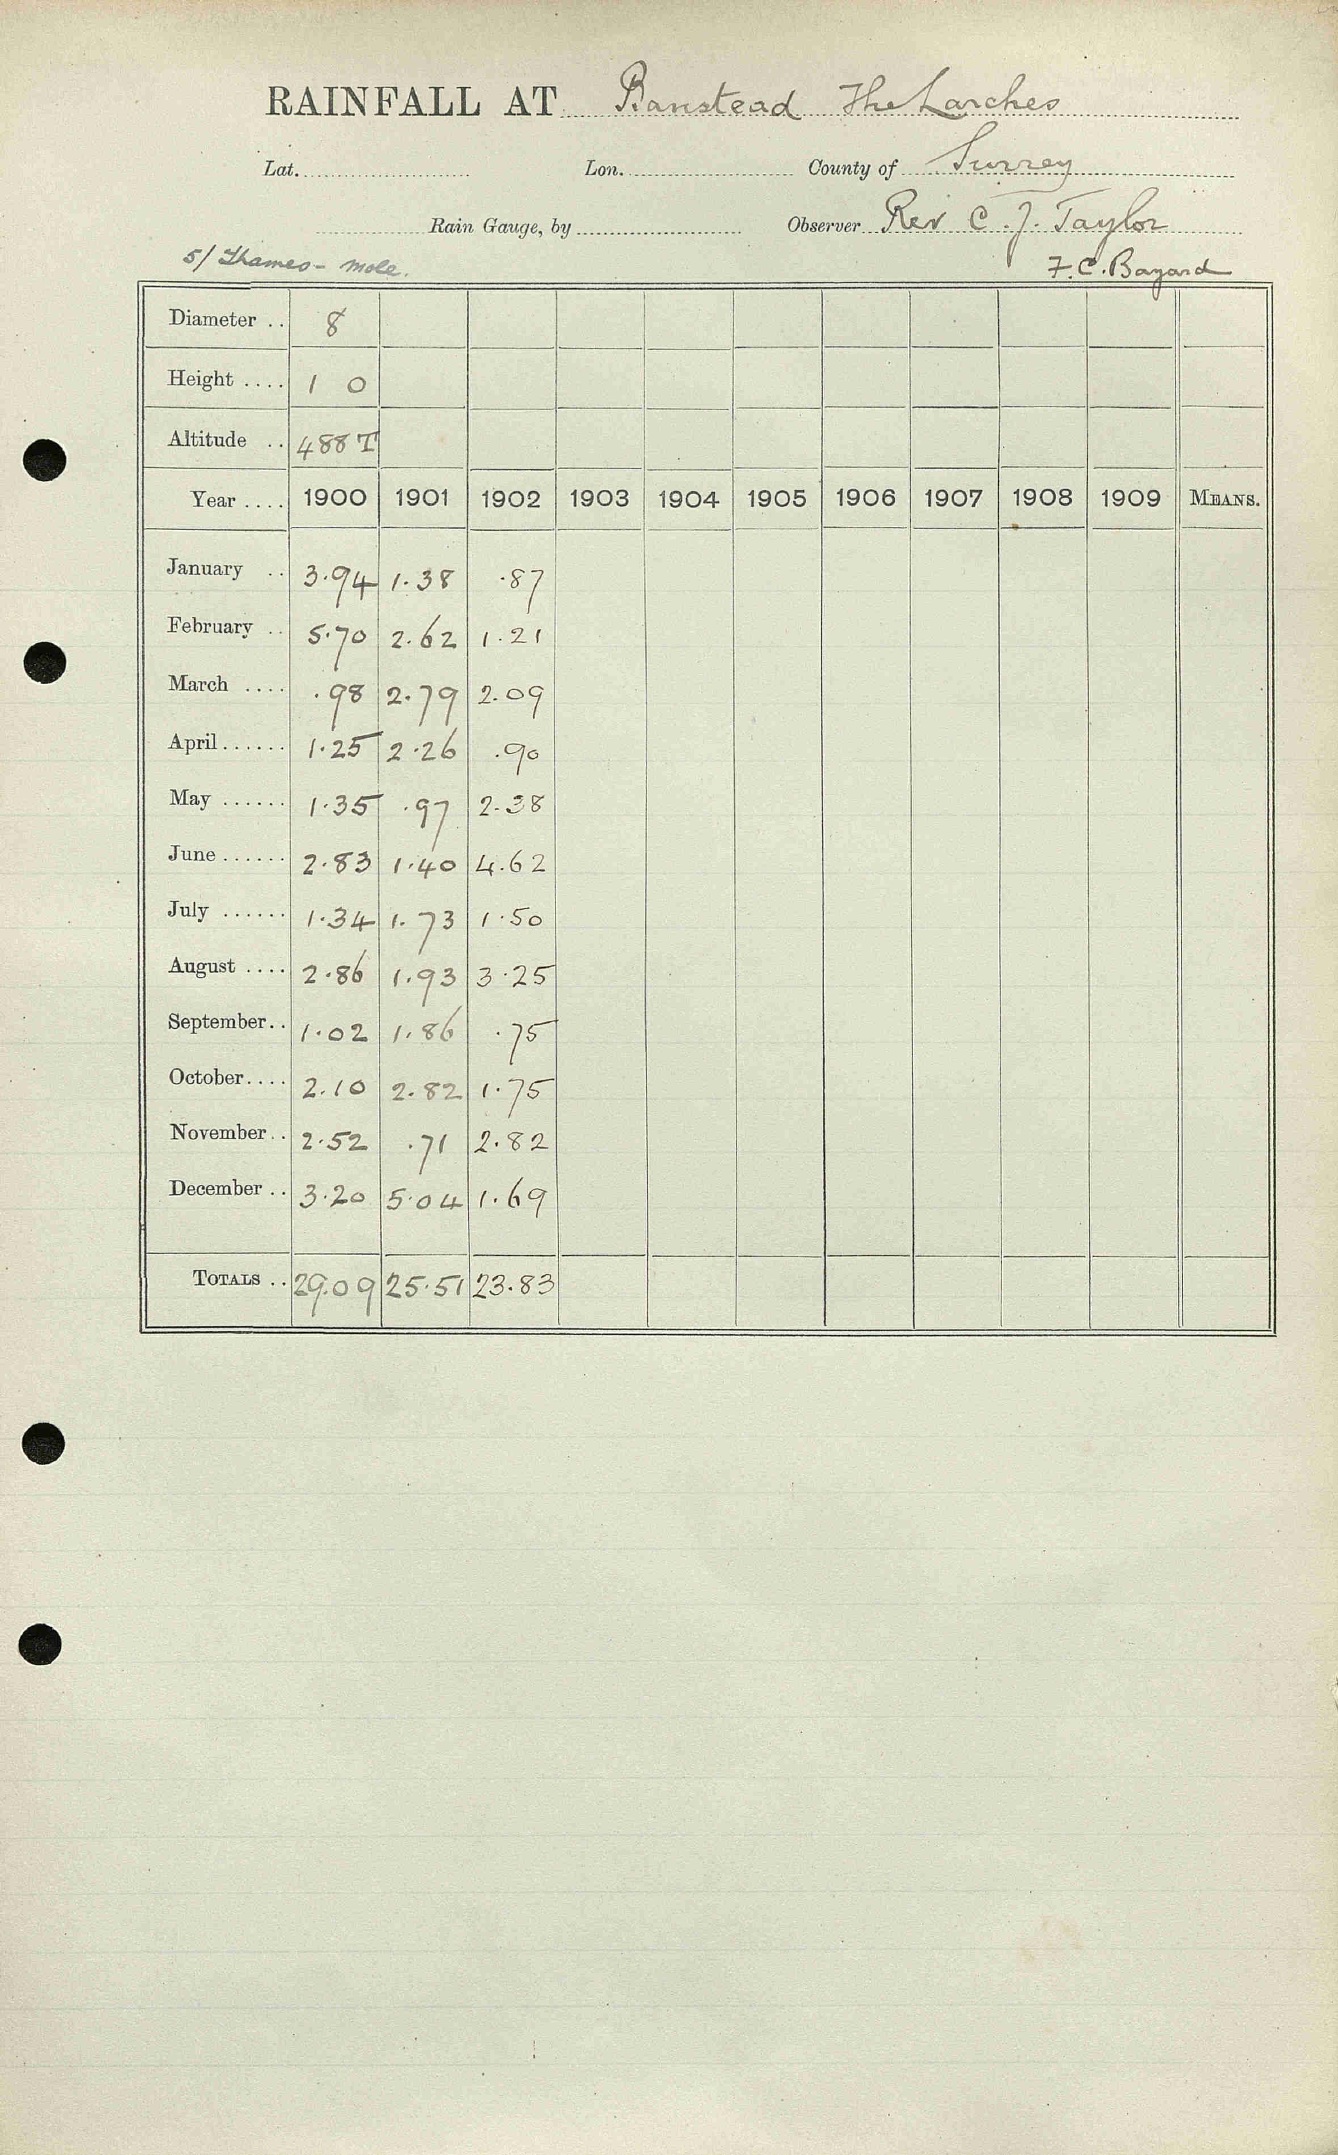 RAINFALL AT Banstead The Larches
Lat. Lon. County of Surrey
Rain Gauge, by Observer Rev C. J. Taylor
5/ Thames - Mole. F. C. Bayard
Diameter .. 8
Height .... 1 0
Altitude .. 488 T
Year .... 1900 1901 1902 1903 1904 1905 1906 1907 1908 1909 MEANS.
January .. 3.94 1.38 .87
February .. 5.70 2.62 1.21
March .... .98 2.79 2.09
April ...... 1.25 2.26 .90
May ...... 1.35 .97 2.38
June ...... 2.83 1.40 4.62
July ...... 1.34 1.73 1.50
August .... 2.86 1.93 3.25
September.. 1.02 1.86 .75
October.... 2.10 2.82 1.75
November.. 2.52 .71 2.82
December .. 3.20 5.04 1.69
TOTALS .. 29.09 25.51 23.83